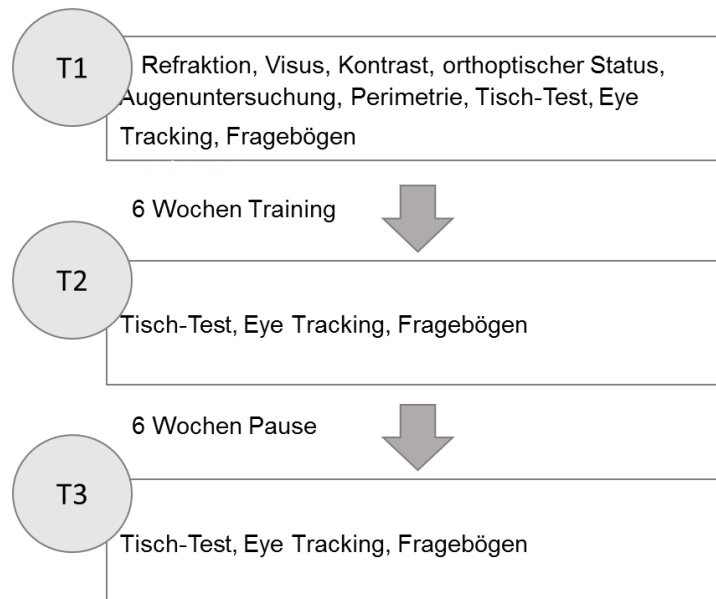 T1
Refraktion, Visus, Kontrast, orthoptischer Status,
Augenuntersuchung, Perimetrie, Tisch-Test, Eye
Tracking, Fragebögen
6 Wochen Training
T2
Tisch-Test, Eye Tracking, Fragebögen
6 Wochen Pause
T3
Tisch-Test, Eye Tracking, Fragebögen